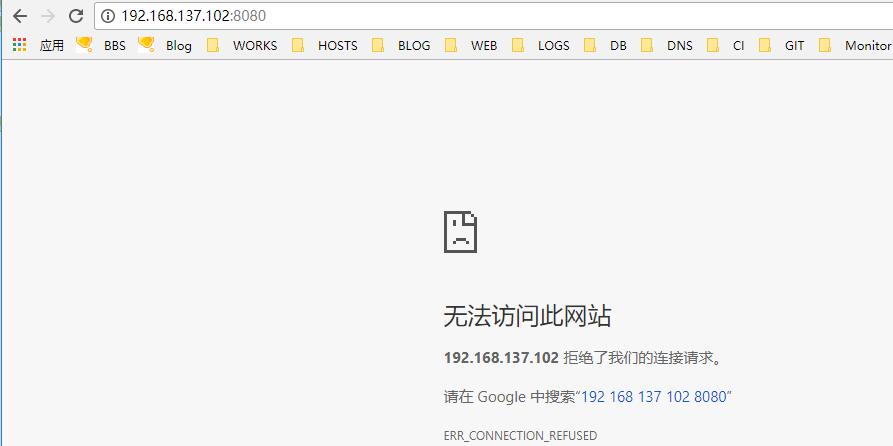 192.168.137.102:8080
应用 BBS Blog WORKS HOSTS BLOG WEB LOGS DB DNS CI GIT Monitor
无法访问此网站
192.168.137.102 拒绝了我们的连接请求。
请在 Google 中搜索“192 168 137 102 8080”
ERR_CONNECTION_REFUSED